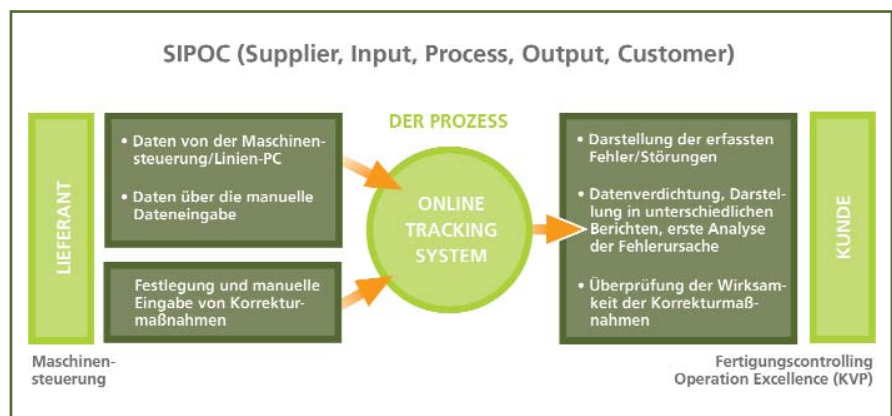 SIPOC (Supplier, Input, Process, Output, Customer)
LIEFERANT
• Daten von der Maschinen-
steuerung/Linien-PC
• Daten über die manuelle
Dateneingabe
Festlegung und manuelle
Eingabe von Korrektur-
maßnahmen
Maschinen-
steuerung
DER PROZESS
ONLINE
TRACKING
SYSTEM
• Darstellung der erfassten
Fehler/Störungen
• Datenverdichtung, Darstel-
lung in unterschiedlichen
Berichten, erste Analyse
der Fehlerursache
• Überprüfung der Wirksam-
keit der Korrekturmaß-
nahmen
KUNDE
Fertigungscontrolling
Operation Excellence (KVP)